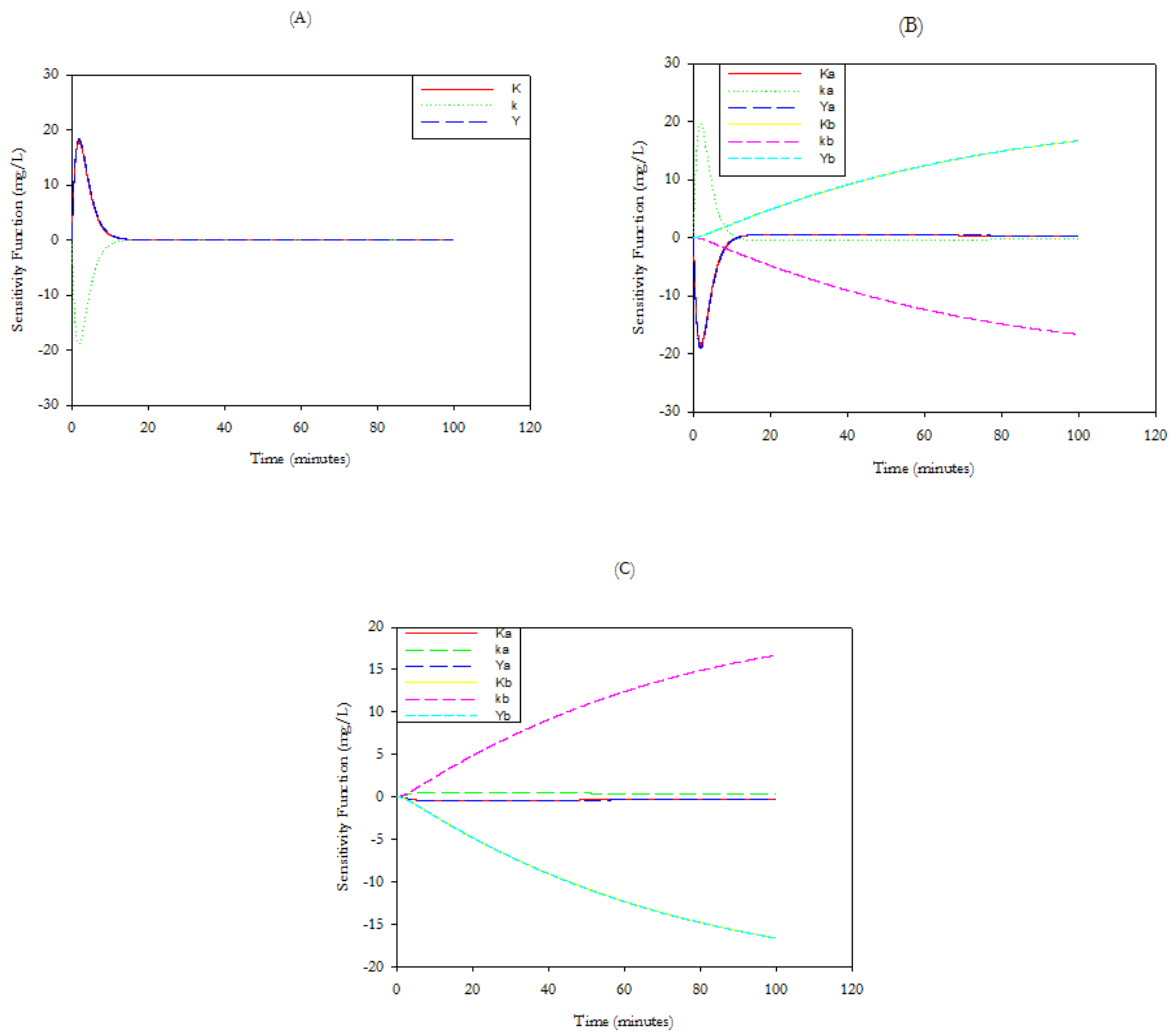 (A)
30
20
10
0
-10
-20
-30
Sensitivity Function (mg/L)
K
k
Y
0 20 40 60 80 100 120
Time (minutes)
(B)
30
20
10
0
-10
-20
-30
Sensitivity Function (mg/L)
Ka
ka
Ya
Kb
kb
Yb
0 20 40 60 80 100 120
Time (minutes)
(C)
20
15
10
5
0
-5
-10
-15
-20
Sensitivity Function (mg/L)
Ka
ka
Ya
Kb
kb
Yb
0 20 40 60 80 100 120
Time (minutes)